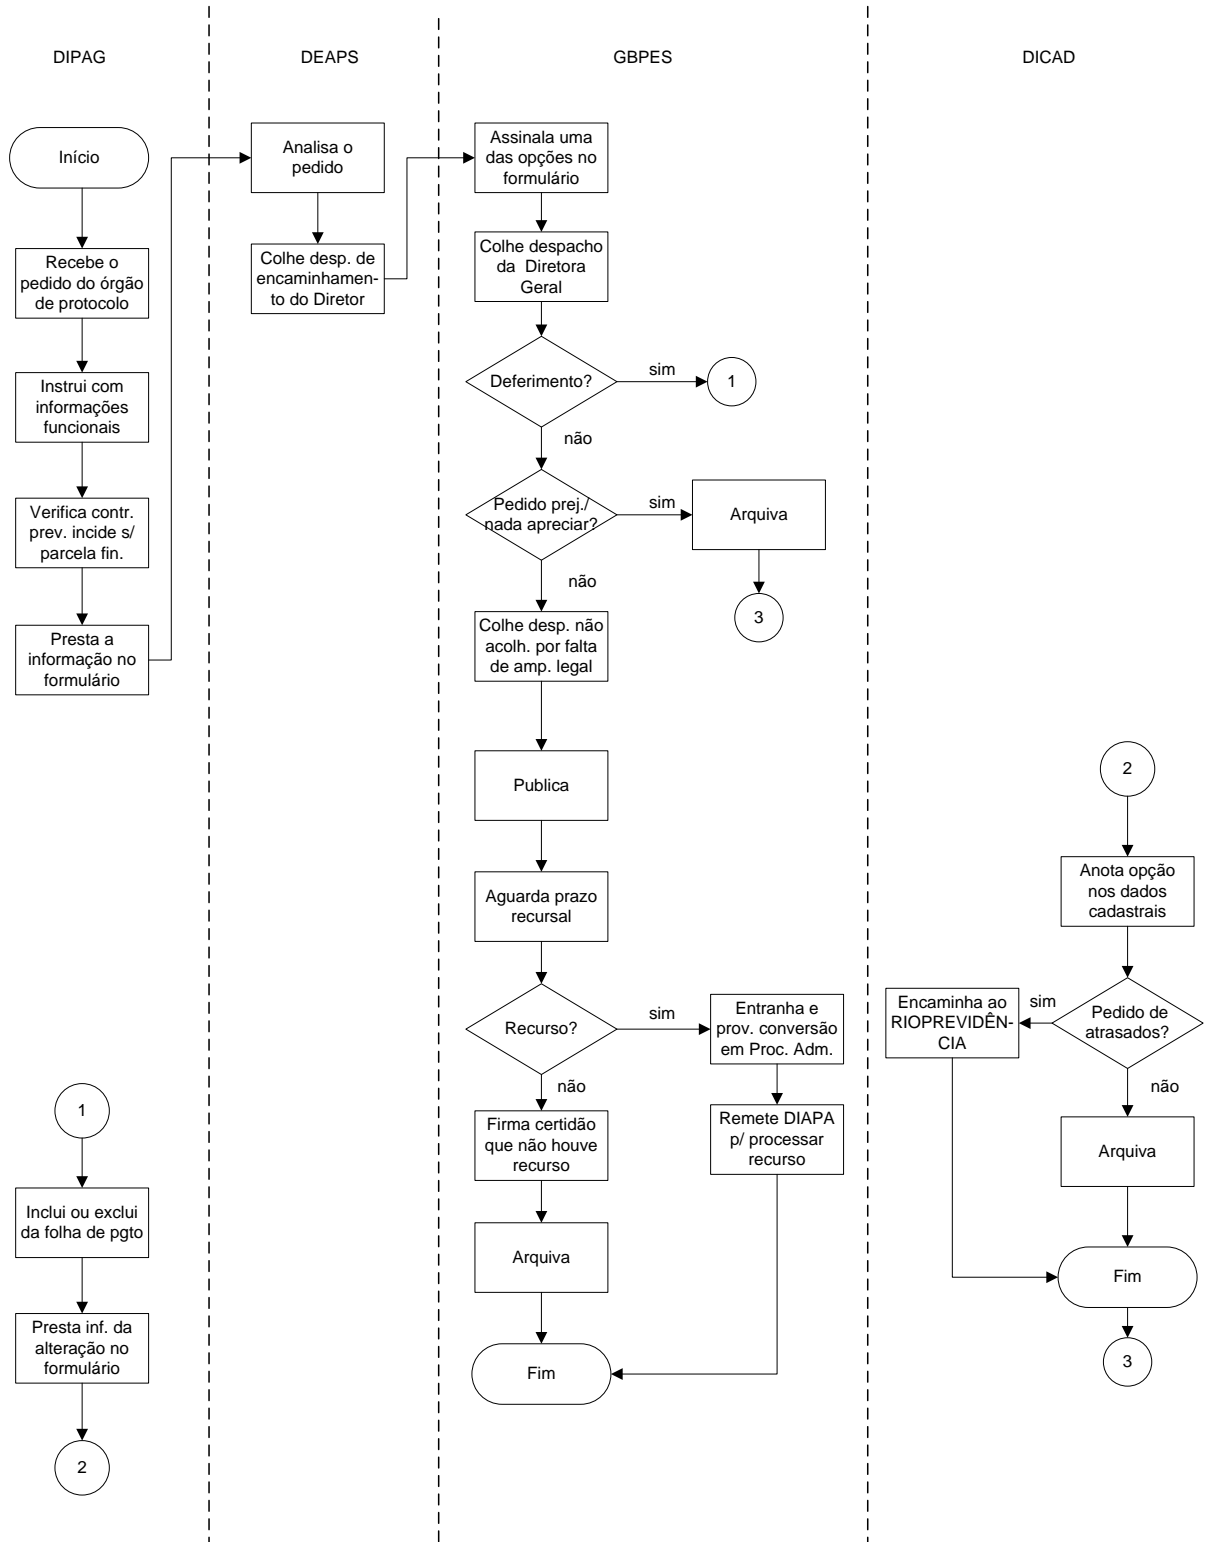 DIPAG
DEAPS
GBPES
DICAD
Início
Recebe o
pedido do órgão
de protocolo
Instrui com
informações
funcionais
Verifica contr.
prev. incide s/
parcela fin.
Presta a
informação no
formulário
1
Inclui ou exclui
da folha de pgto
Presta inf. da
alteração no
formulário
2
Analisa o
pedido
Colhe desp. de
encaminhamen-
to do Diretor
Assinala uma
das opções no
formulário
Colhe despacho
da Diretora
Geral
Deferimento?
sim
1
não
Pedido prej./
nada apreciar?
sim
Arquiva
3
não
Colhe desp. não
acolh. por falta
de amp. legal
Publica
Aguarda prazo
recursal
Recurso?
sim
Entranha e
prov. conversão
em Proc. Adm.
Remete DIAPA
p/ processar
recurso
não
Firma certidão
que não houve
recurso
Arquiva
Fim
2
Anota opção
nos dados
cadastrais
Pedido de
atrasados?
sim
Encaminha ao
RIOPREVIDÊN-
CIA
não
Arquiva
Fim
3